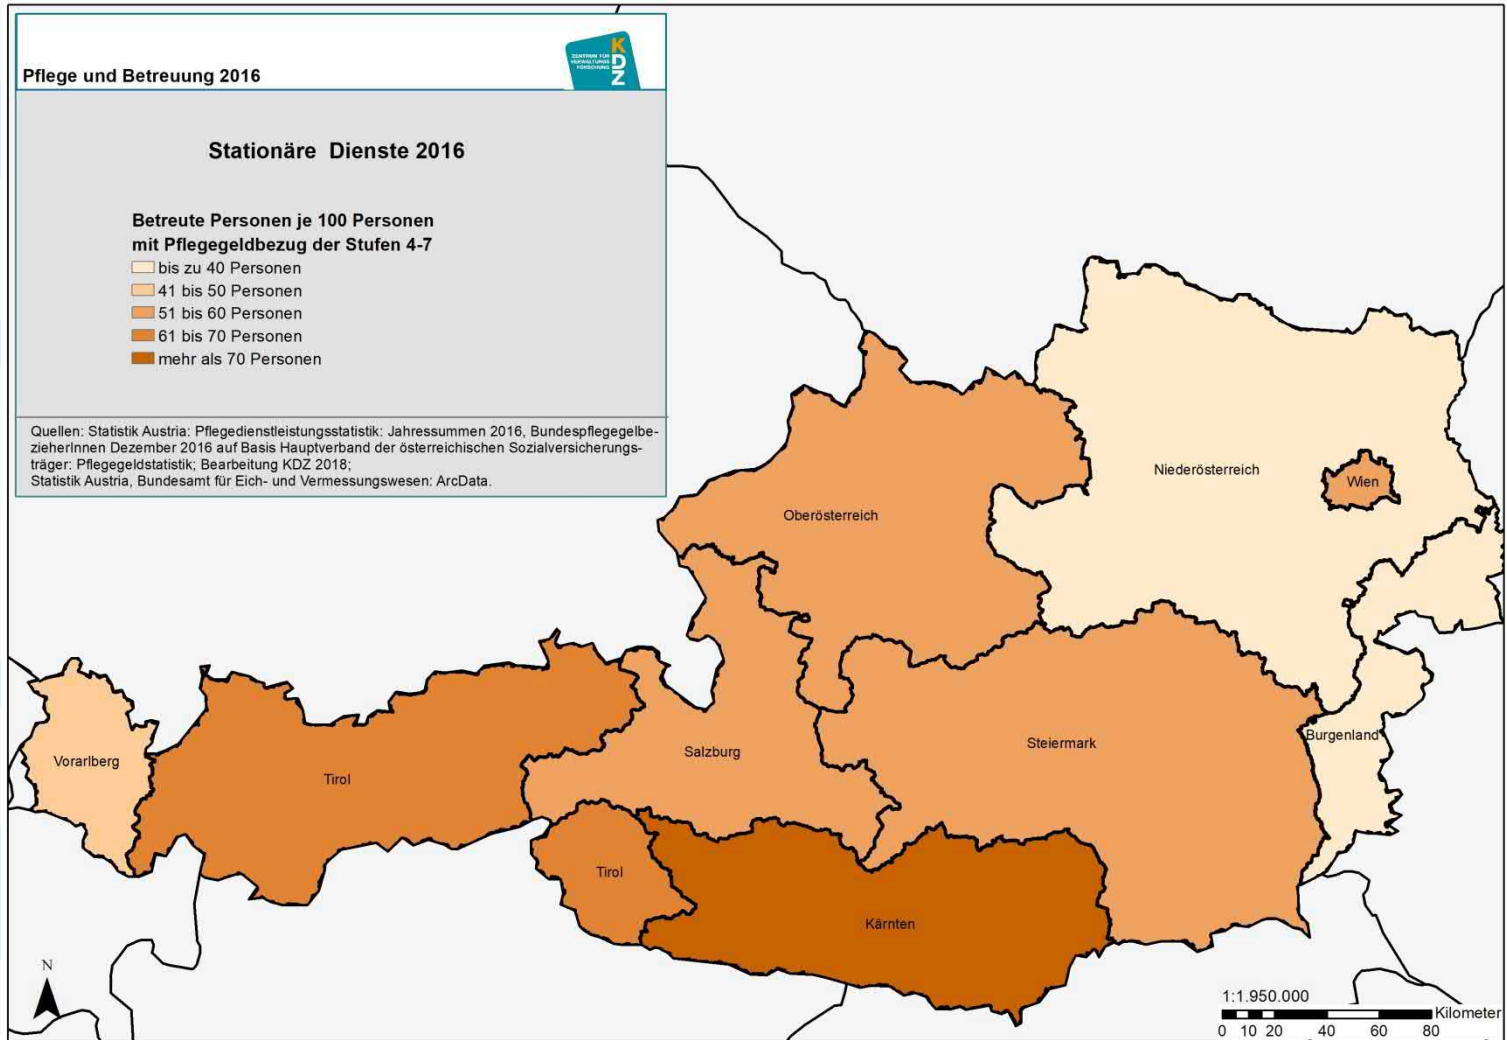 Pflege und Betreuung 2016
ZENTRUM FÜR
VERWALTUNGS
FORSCHUNG
KDZ
Stationäre Dienste 2016
Betreute Personen je 100 Personen
mit Pflegegeldbezug der Stufen 4-7
bis zu 40 Personen
41 bis 50 Personen
51 bis 60 Personen
61 bis 70 Personen
mehr als 70 Personen
Quellen: Statistik Austria: Pflegedienstleistungsstatistik: Jahressummen 2016, Bundespflegegelbe-
zieherInnen Dezember 2016 auf Basis Hauptverband der österreichischen Sozialversicherungs-
träger: Pflegegeldstatistik; Bearbeitung KDZ 2018;
Statistik Austria, Bundesamt für Eich- und Vermessungswesen: ArcData.
Niederösterreich
Wien
Oberösterreich
Burgenland
Steiermark
Salzburg
Vorarlberg
Tirol
Tirol
Kärnten
N
1:1.950.000
Kilometer
0 10 20 40 60 80